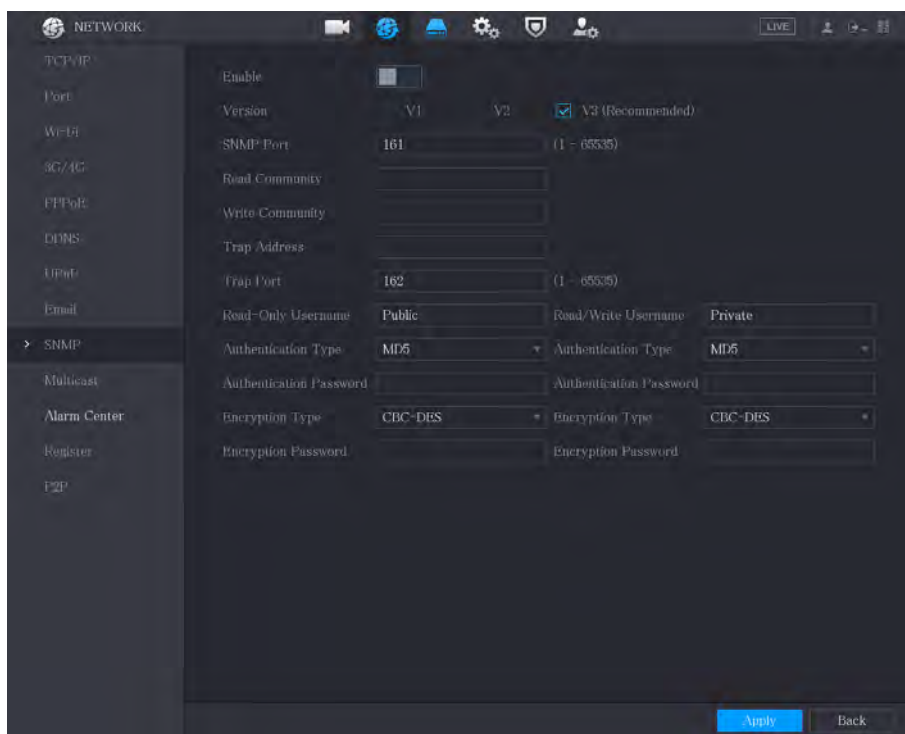 NETWORK
LIVE
TCP/IP
Port
Wi-Fi
3G/4G
PPPoE
DDNS
UPnP
Email
SNMP
Multicast
Alarm Center
Register
P2P
Enable
Version V1 V2 V3 (Recommended)
SNMP Port 161 (1 - 65535)
Read Community
Write Community
Trap Address
Trap Port 162 (1 - 65535)
Read-Only Username Public Read/Write Username Private
Authentication Type MD5 Authentication Type MD5
Authentication Password Authentication Password
Encryption Type CBC-DES Encryption Type CBC-DES
Encryption Password Encryption Password
Apply Back